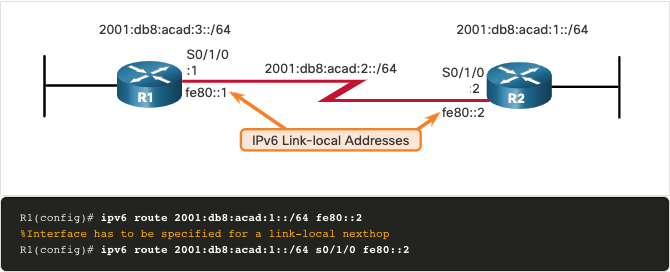 2001:db8:acad:3::/64
2001:db8:acad:1::/64
S0/1/0
:1
2001:db8:acad:2::/64
S0/1/0
:2
R1
fe80::1
R2
fe80::2
IPv6 Link-local Addresses
R1(config)# ipv6 route 2001:db8:acad:1::/64 fe80::2
%Interface has to be specified for a link-local nexthop
R1(config)# ipv6 route 2001:db8:acad:1::/64 s0/1/0 fe80::2